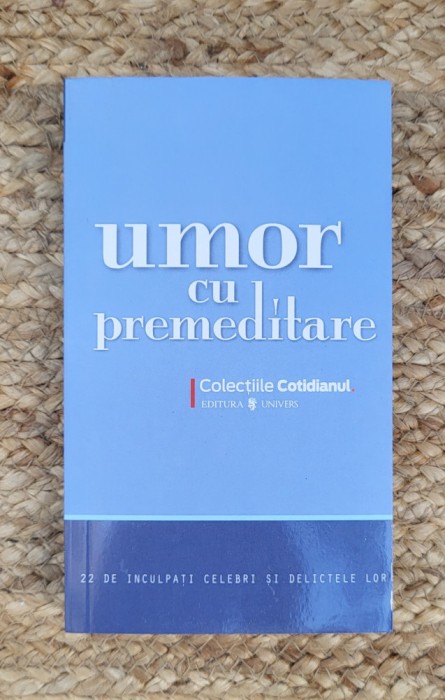 umor
cu
premeditare
Colecțiile Cotidianul.
EDITURA UNIVERS
22 DE INCULPAȚI CELEBRI ȘI DELICTELE LOR